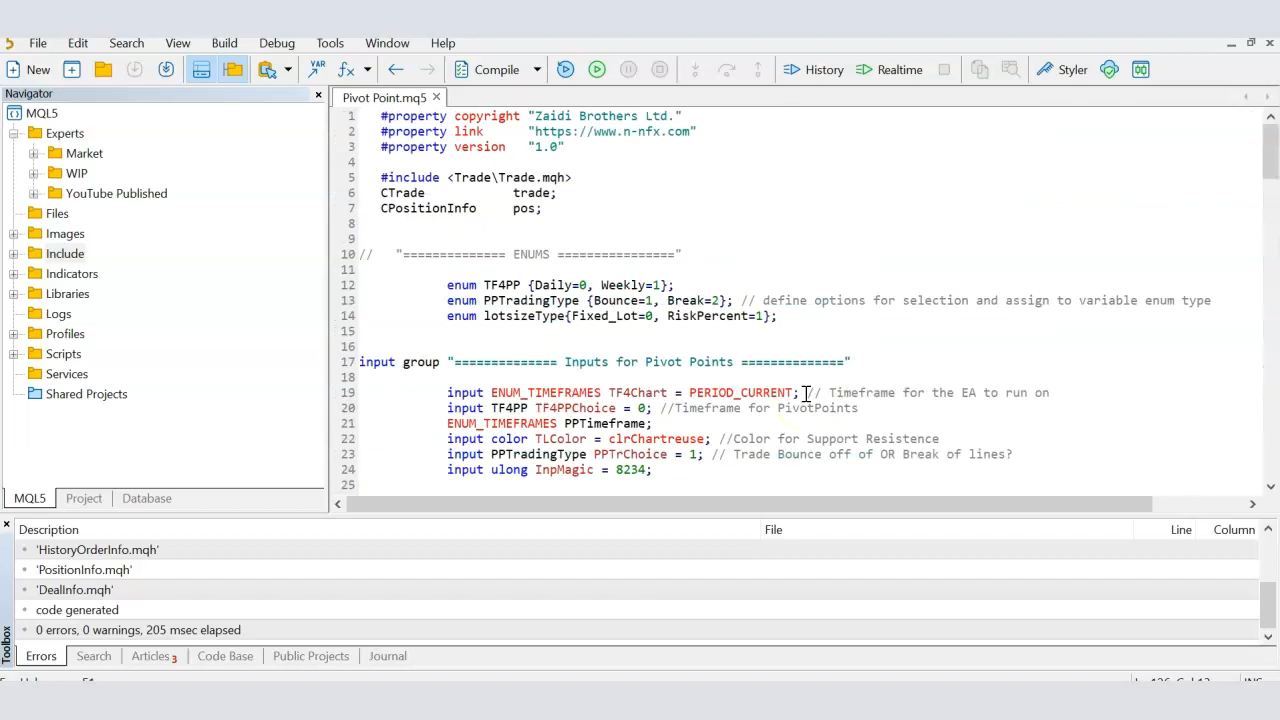 File Edit Search View Build Debug Tools Window Help
New Compile History Realtime Styler
Navigator
MQL5
Experts
Market
WIP
YouTube Published
Files
Images
Include
Indicators
Libraries
Logs
Profiles
Scripts
Services
Shared Projects
MQL5 Project Database
Pivot Point.mq5
1 #property copyright "Zaidi Brothers Ltd."
2 #property link "https://www.n-nfx.com"
3 #property version "1.0"
4
5 #include <Trade\Trade.mqh>
6 CTrade trade;
7 CPositionInfo pos;
8
9
10 // "============== ENUMS ================"
11
12 enum TF4PP {Daily=0, Weekly=1};
13 enum PPTradingType {Bounce=1, Break=2}; // define options for selection and assign to variable enum type
14 enum lotsizeType{Fixed_Lot=0, RiskPercent=1};
15
16
17 input group "============== Inputs for Pivot Points =============="
18
19 input ENUM_TIMEFRAMES TF4Chart = PERIOD_CURRENT; // Timeframe for the EA to run on
20 input TF4PP TF4PPChoice = 0; //Timeframe for PivotPoints
21 ENUM_TIMEFRAMES PPTimeframe;
22 input color TLColor = clrChartreuse; //Color for Support Resistence
23 input PPTradingType PPTrChoice = 1; // Trade Bounce off of OR Break of lines?
24 input ulong InpMagic = 8234;
25
Description File Line Column
'HistoryOrderInfo.mqh'
'PositionInfo.mqh'
'DealInfo.mqh'
code generated
0 errors, 0 warnings, 205 msec elapsed
Toolbox
Errors Search Articles 3 Code Base Public Projects Journal